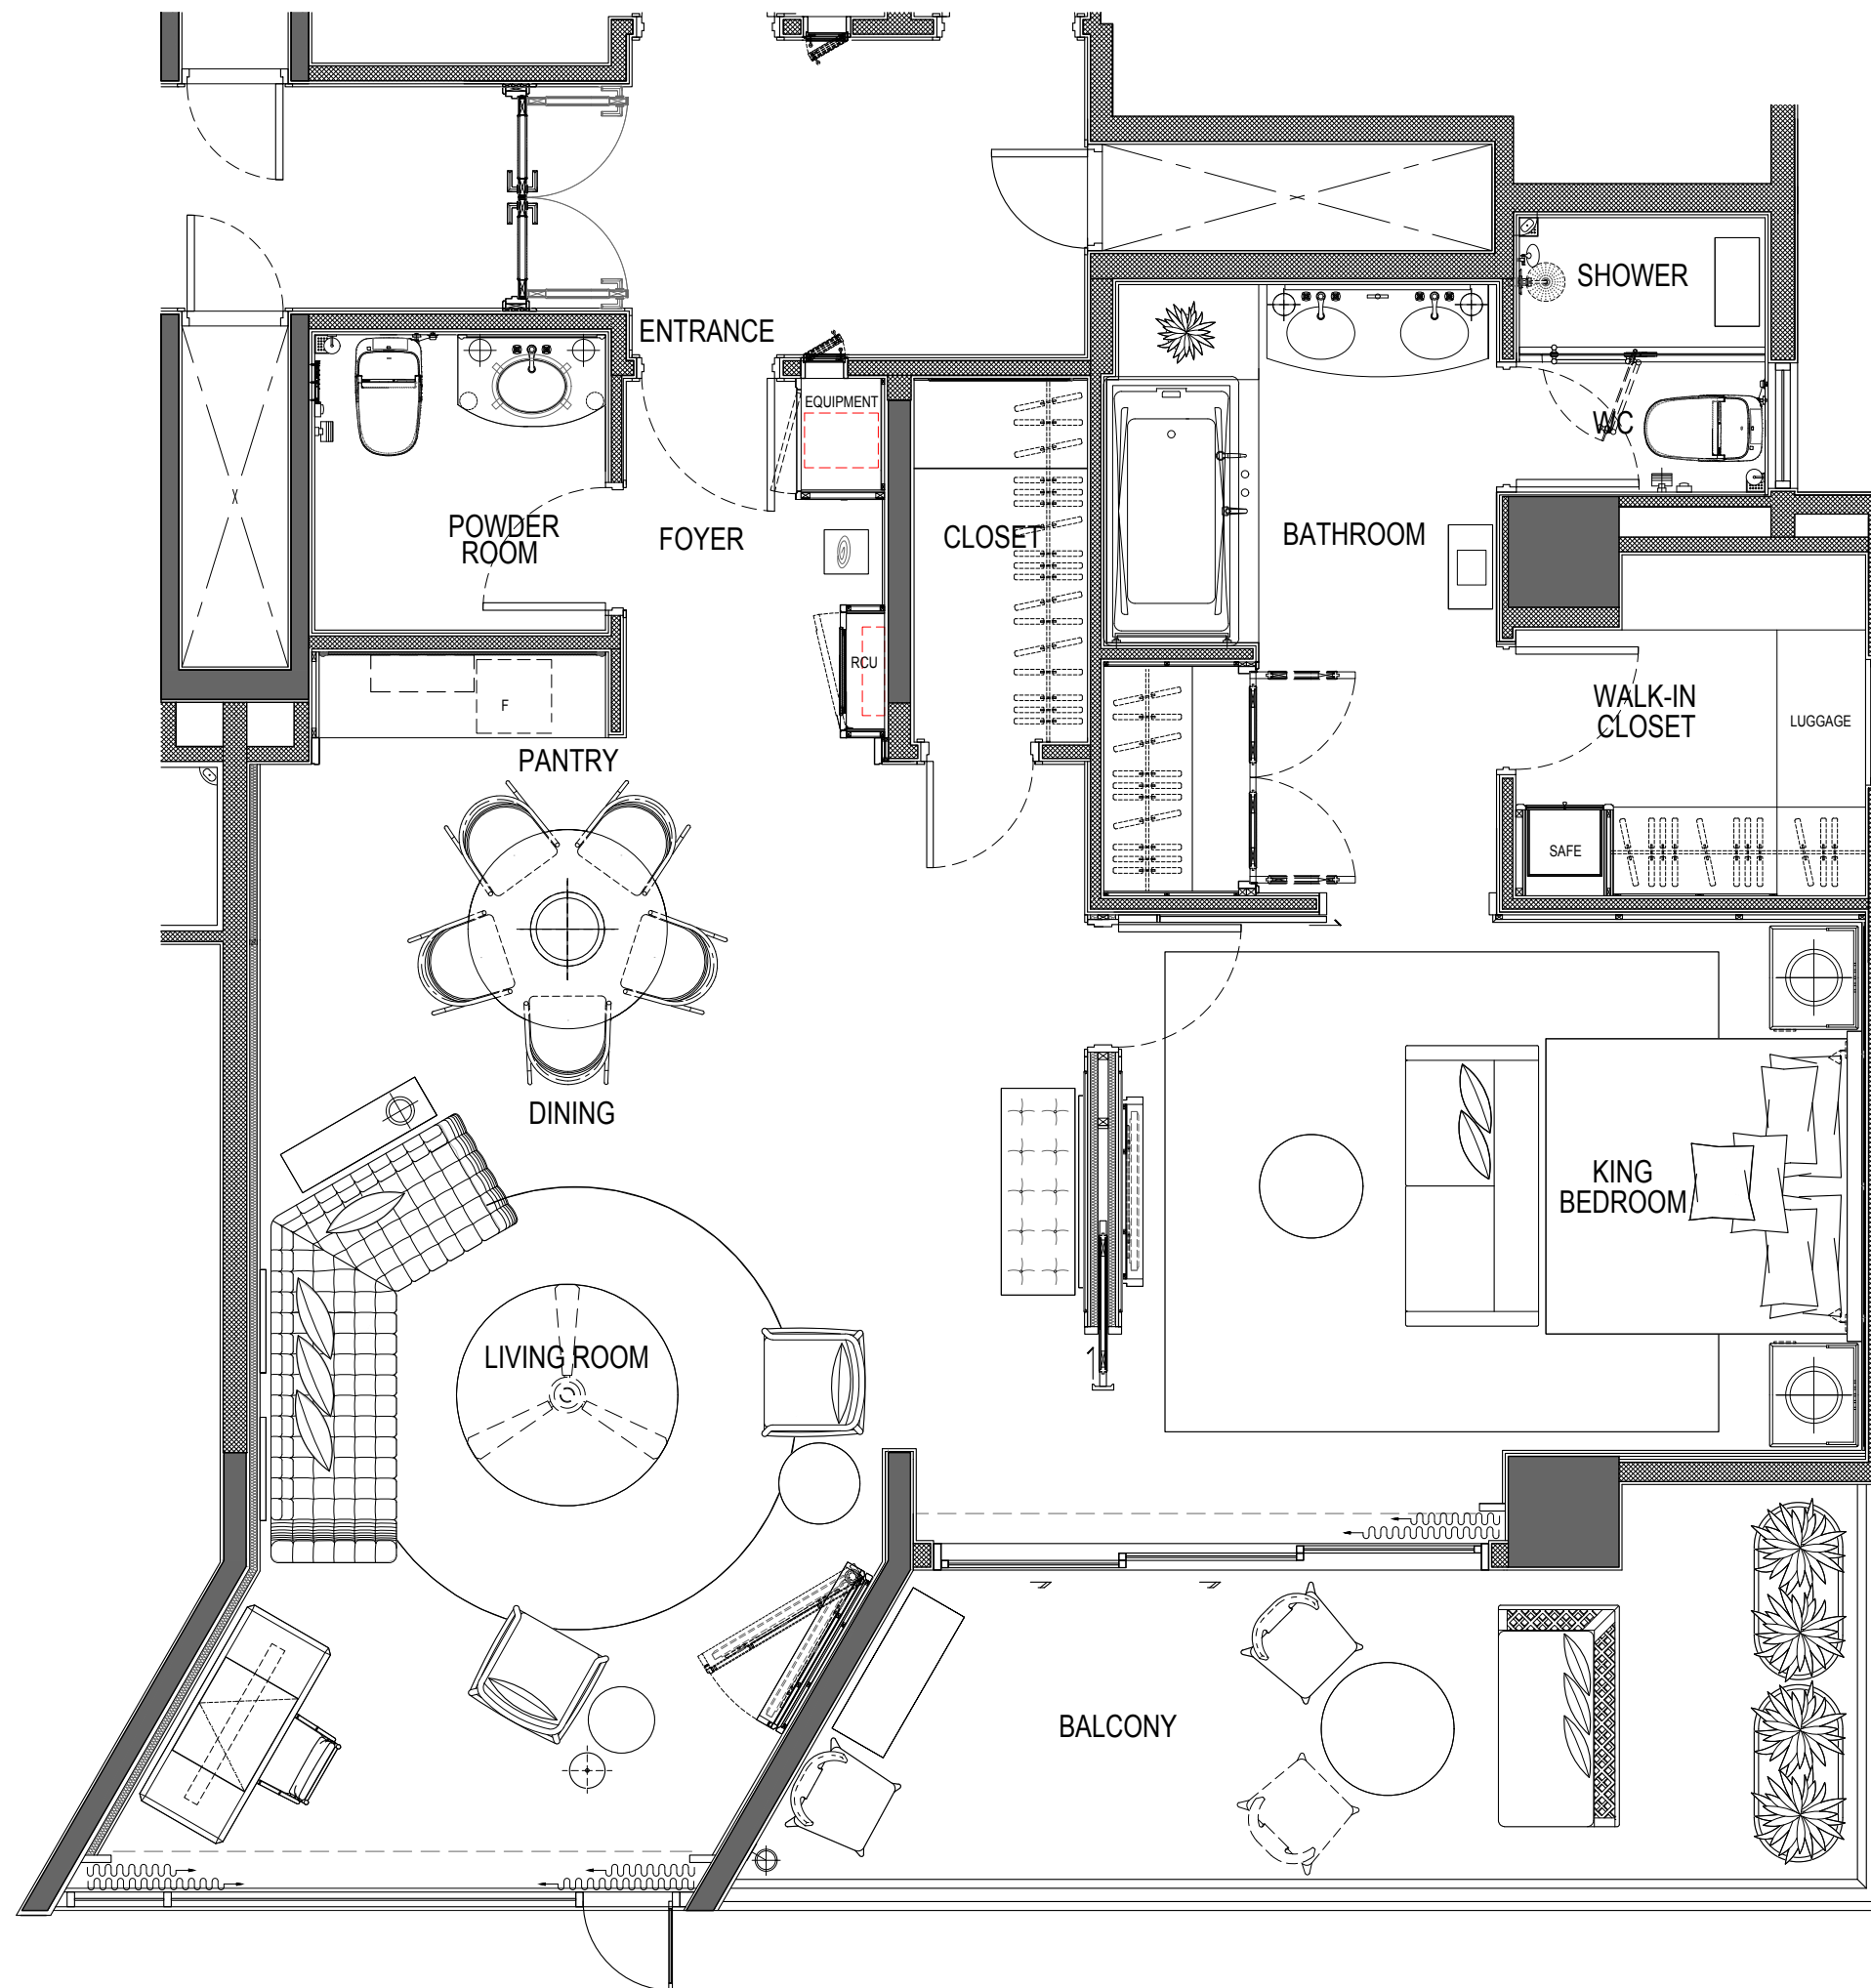 SHOWER
ENTRANCE
EQUIPMENT
WC
POWDER
ROOM
FOYER
CLOSET
BATHROOM
RCU
F
WALK-IN
CLOSET
LUGGAGE
PANTRY
SAFE
DINING
KING
BEDROOM
LIVING ROOM
BALCONY